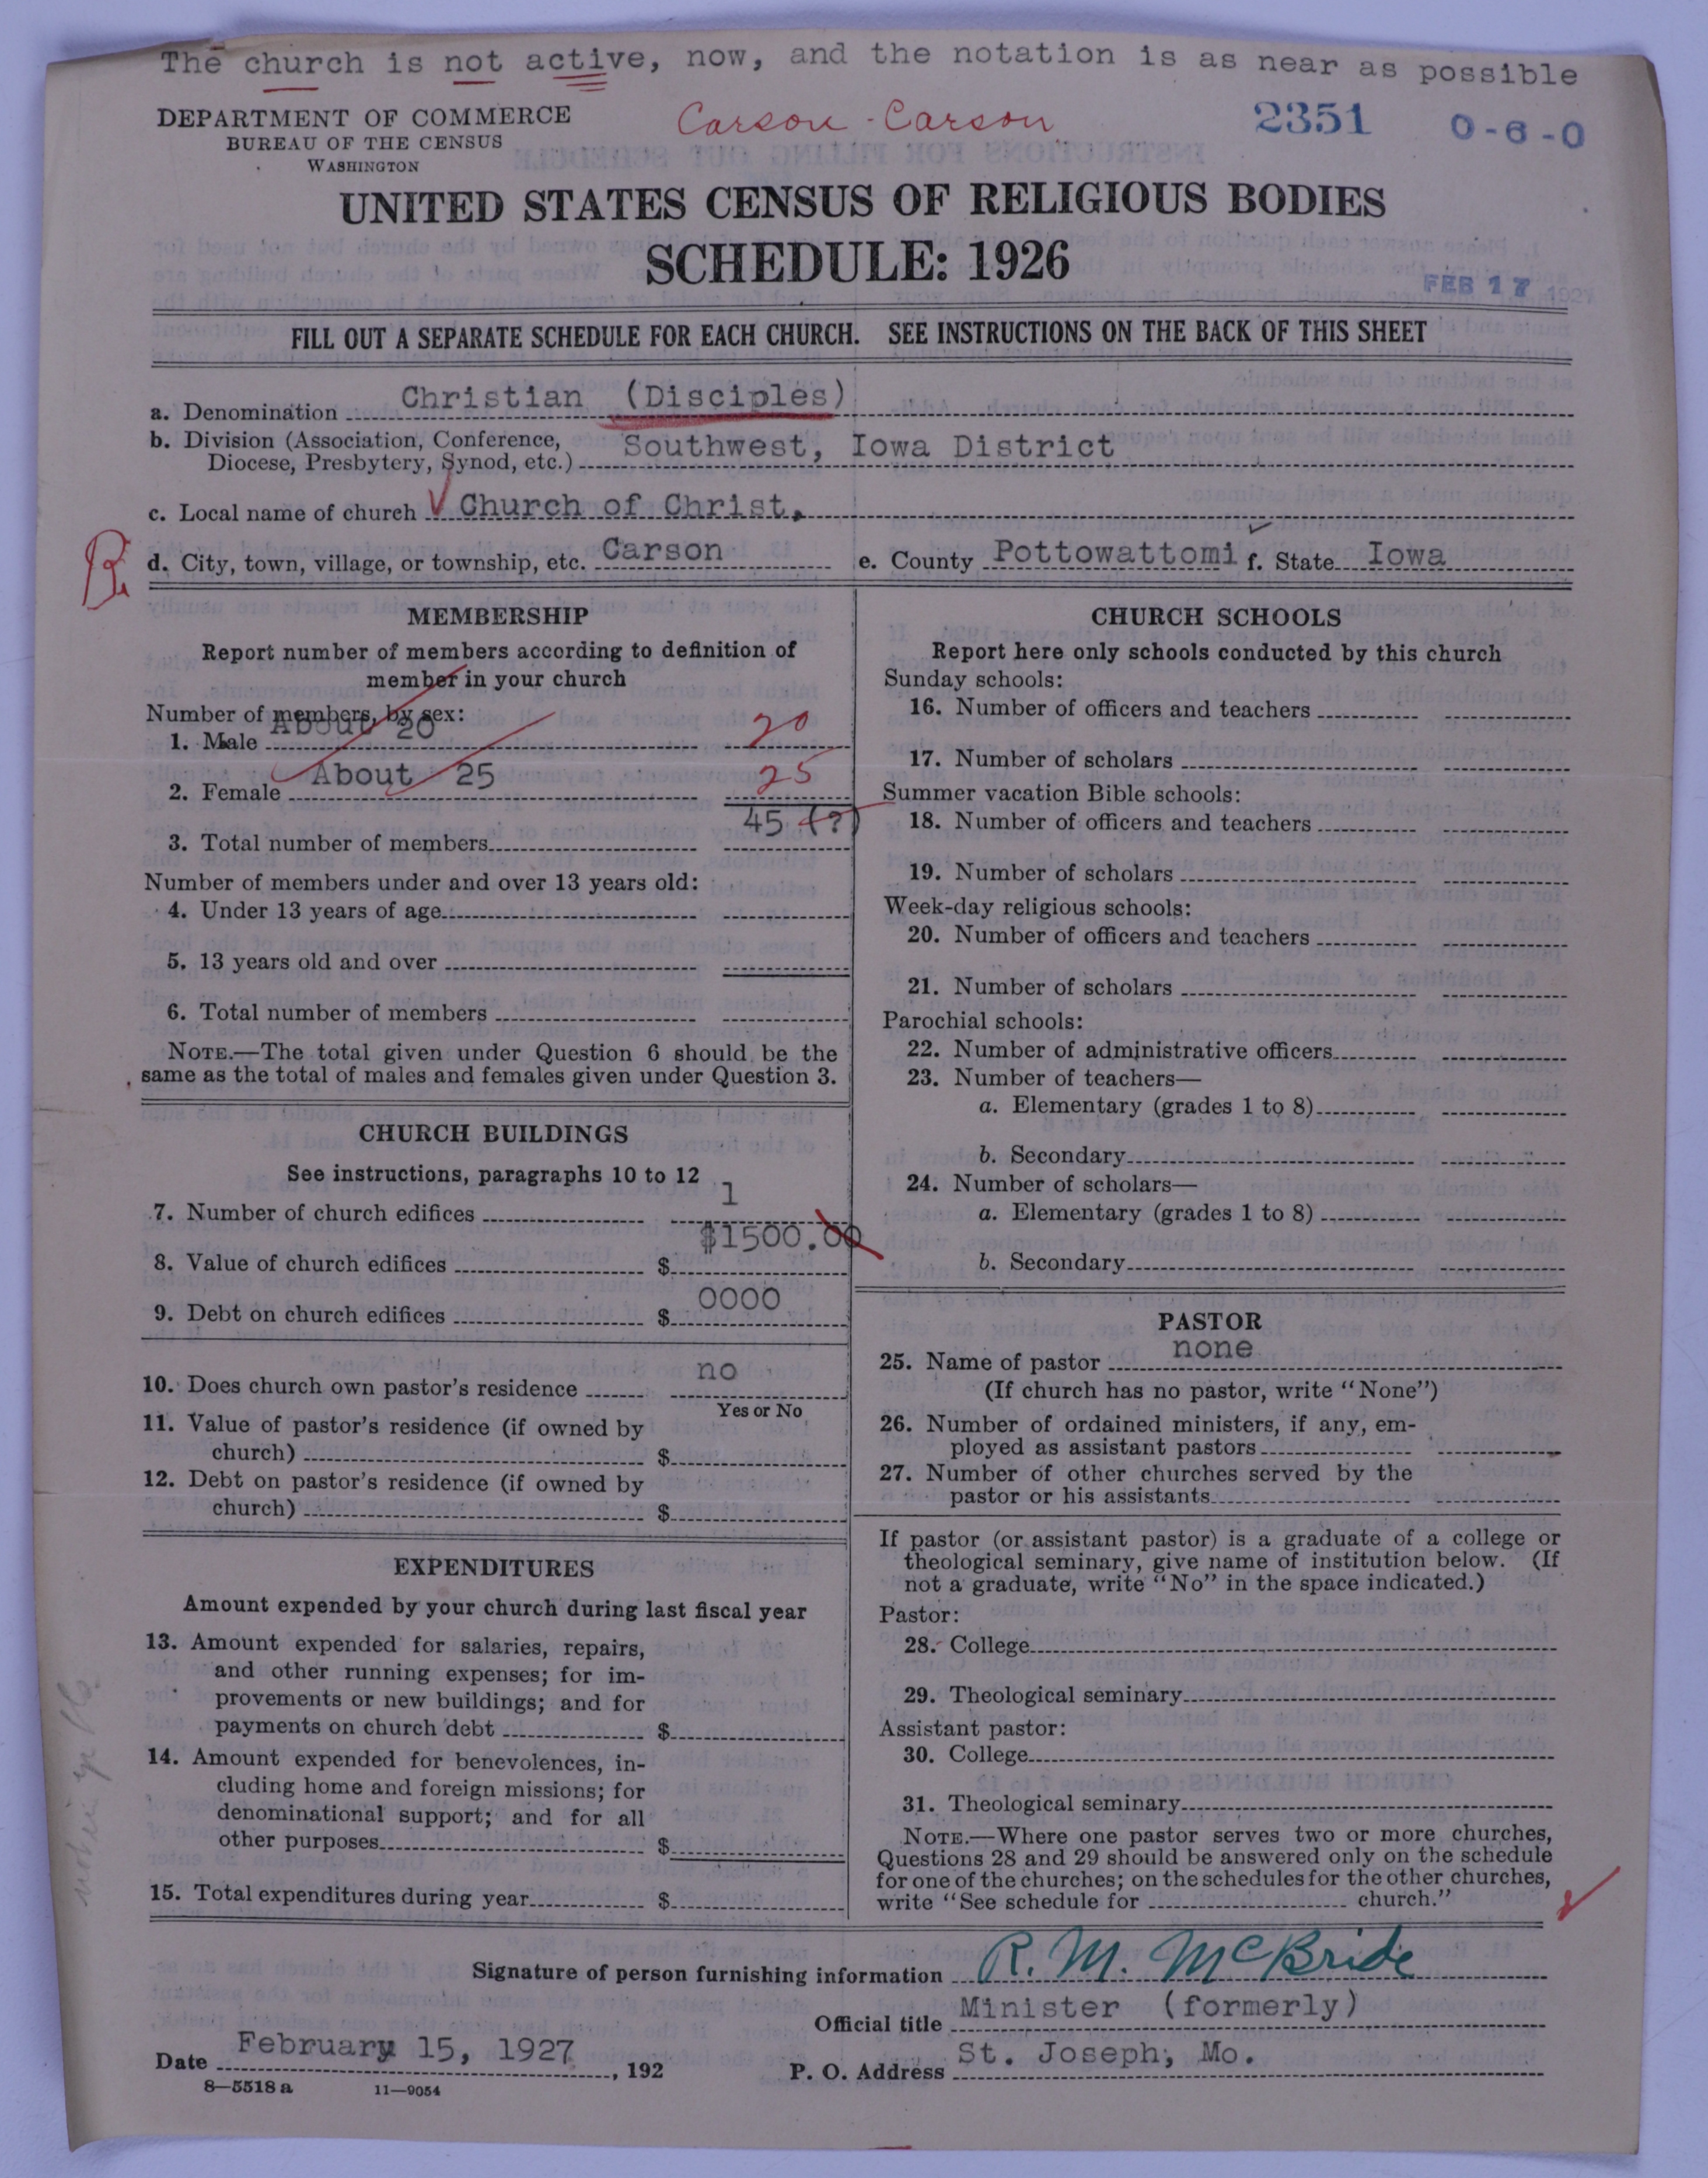 The church is not active, now, and the notation is as near as possible
DEPARTMENT OF COMMERCE
BUREAU OF THE CENSUS
WASHINGTON
Carson - Carson
2351
0-6-0
UNITED STATES CENSUS OF RELIGIOUS BODIES
SCHEDULE: 1926
FEB 17 1927
FILL OUT A SEPARATE SCHEDULE FOR EACH CHURCH. SEE INSTRUCTIONS ON THE BACK OF THIS SHEET
a. Denomination Christian (Disciples)
b. Division (Association, Conference, Diocese, Presbytery, Synod, etc.) Southwest, Iowa District
c. Local name of church Church of Christ.
B.
d. City, town, village, or township, etc. Carson e. County Pottowattomi f. State Iowa
MEMBERSHIP
Report number of members according to definition of
member in your church
Number of members, by sex:
1. Male About 20 20
2. Female About 25 25
3. Total number of members 45 (?)
Number of members under and over 13 years old:
4. Under 13 years of age
5. 13 years old and over
6. Total number of members
NOTE.—The total given under Question 6 should be the
same as the total of males and females given under Question 3.
CHURCH BUILDINGS
See instructions, paragraphs 10 to 12
7. Number of church edifices 1
8. Value of church edifices $ $1500.00
9. Debt on church edifices $ 0000
10. Does church own pastor's residence no
Yes or No
11. Value of pastor's residence (if owned by
church) $
12. Debt on pastor's residence (if owned by
church) $
EXPENDITURES
Amount expended by your church during last fiscal year
13. Amount expended for salaries, repairs,
and other running expenses; for im-
provements or new buildings; and for
payments on church debt $
14. Amount expended for benevolences, in-
cluding home and foreign missions; for
denominational support; and for all
other purposes $
15. Total expenditures during year $
CHURCH SCHOOLS
Report here only schools conducted by this church
Sunday schools:
16. Number of officers and teachers
17. Number of scholars
Summer vacation Bible schools:
18. Number of officers and teachers
19. Number of scholars
Week-day religious schools:
20. Number of officers and teachers
21. Number of scholars
Parochial schools:
22. Number of administrative officers
23. Number of teachers—
a. Elementary (grades 1 to 8)
b. Secondary
24. Number of scholars—
a. Elementary (grades 1 to 8)
b. Secondary
PASTOR
25. Name of pastor none
(If church has no pastor, write "None")
26. Number of ordained ministers, if any, em-
ployed as assistant pastors
27. Number of other churches served by the
pastor or his assistants
If pastor (or assistant pastor) is a graduate of a college or
theological seminary, give name of institution below. (If
not a graduate, write "No" in the space indicated.)
Pastor:
28. College
29. Theological seminary
Assistant pastor:
30. College
31. Theological seminary
NOTE.—Where one pastor serves two or more churches,
Questions 28 and 29 should be answered only on the schedule
for one of the churches; on the schedules for the other churches,
write "See schedule for church."
Signature of person furnishing information R. M. McBride
Official title Minister (formerly)
Date February 15, 1927, 192
P. O. Address St. Joseph, Mo.
8—5518 a 11—9054